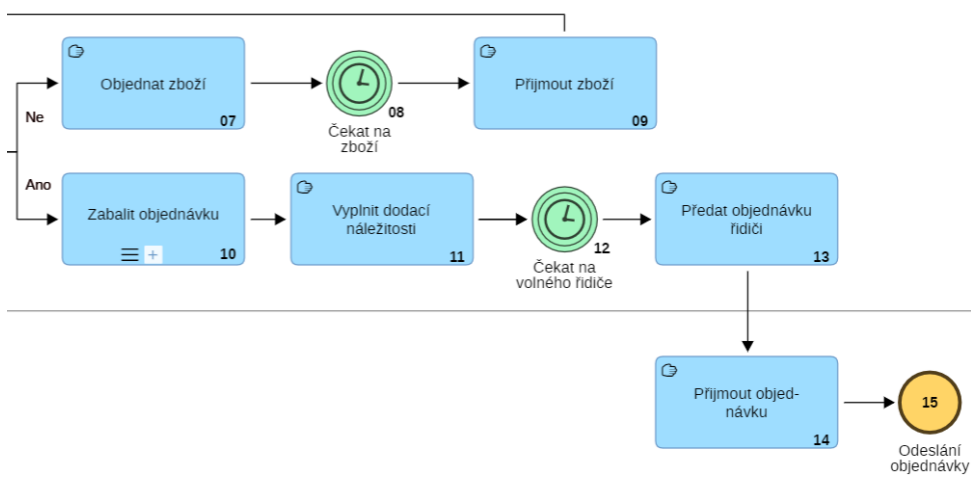 Objednat zboží
07
08
Čekat na
zboží
Přijmout zboží
09
Ne
Ano
Zabalit objednávku
+
10
Vyplnit dodací
náležitosti
11
12
Čekat na
volného řidiče
Předat objednávku
řidiči
13
Přijmout objed-
návku
14
15
Odeslání
objednávky